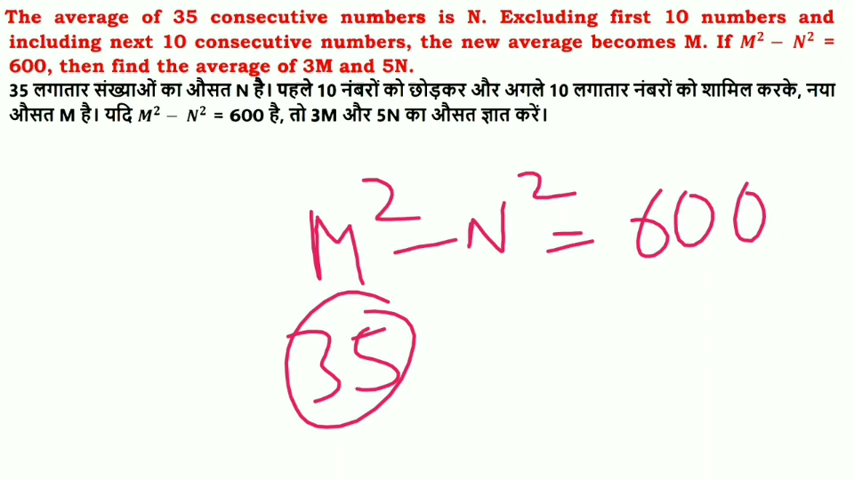 The average of 35 consecutive numbers is N. Excluding first 10 numbers and
including next 10 consecutive numbers, the new average becomes M. If M² − N² =
600, then find the average of 3M and 5N.
35 लगातार संख्याओं का औसत N है। पहले 10 नंबरों को छोड़कर और अगले 10 लगातार नंबरों को शामिल करके, नया
औसत M है। यदि M² − N² = 600 है, तो 3M और 5N का औसत ज्ञात करें।
M² − N² = 600
35